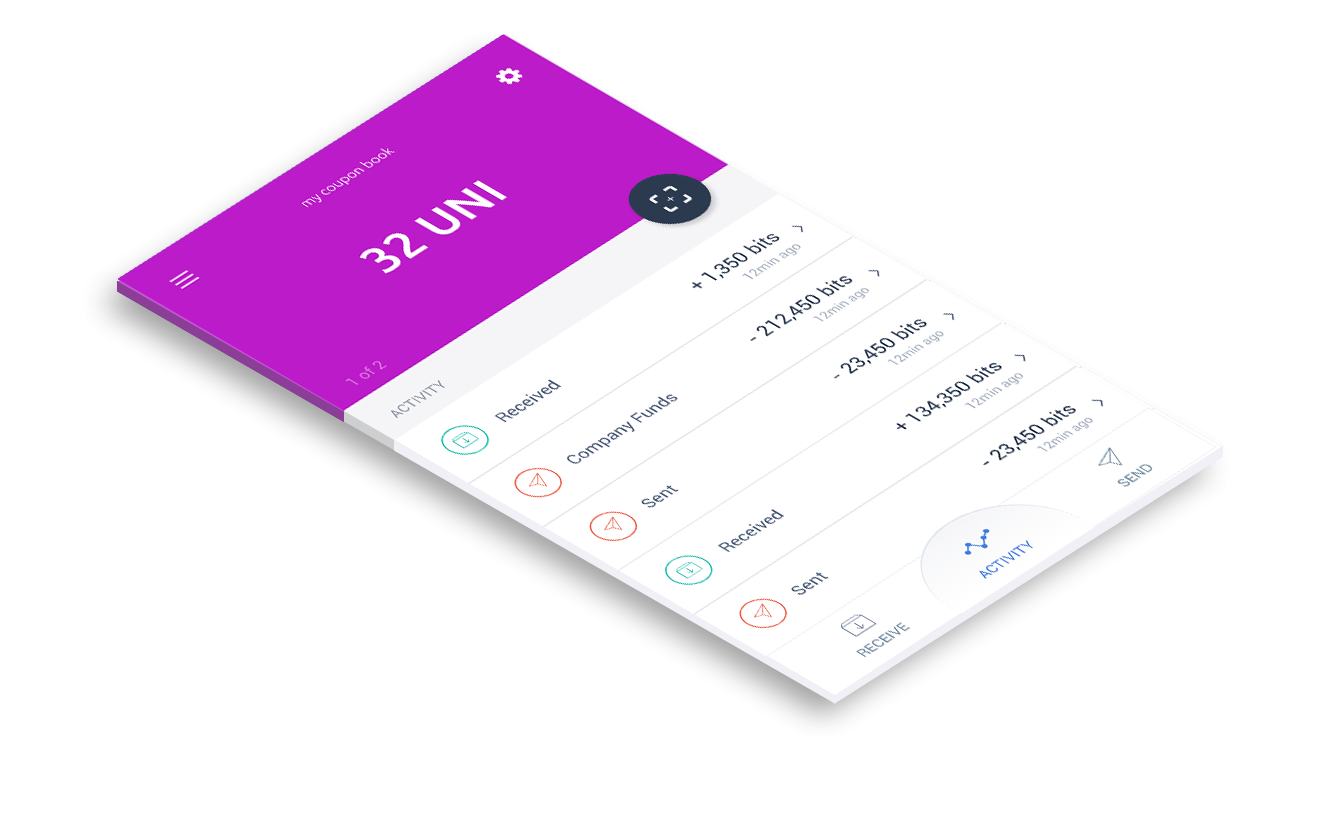 my coupon book
32 UNI
1 of 2
ACTIVITY
Received
+ 1,350 bits
12min ago
Company Funds
- 212,450 bits
12min ago
Sent
- 23,450 bits
12min ago
Received
+ 134,350 bits
12min ago
Sent
- 23,450 bits
12min ago
RECEIVE
ACTIVITY
SEND